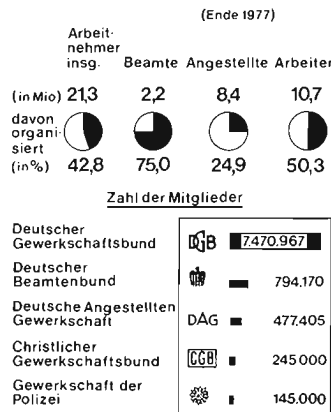 (Ende 1977)
Arbeit-
nehmer
insg. Beamte Angestellte Arbeiter
(in Mio) 21,3 2,2 8,4 10,7
davon
organi-
siert
(in%) 42,8 75,0 24,9 50,3
Zahl der Mitglieder
Deutscher
Gewerkschaftsbund DGB 7.470.967
Deutscher
Beamtenbund 794.170
Deutsche Angestellten
Gewerkschaft DAG 477.405
Christlicher
Gewerkschaftsbund CGB 245000
Gewerkschaft der
Polizei 145.000